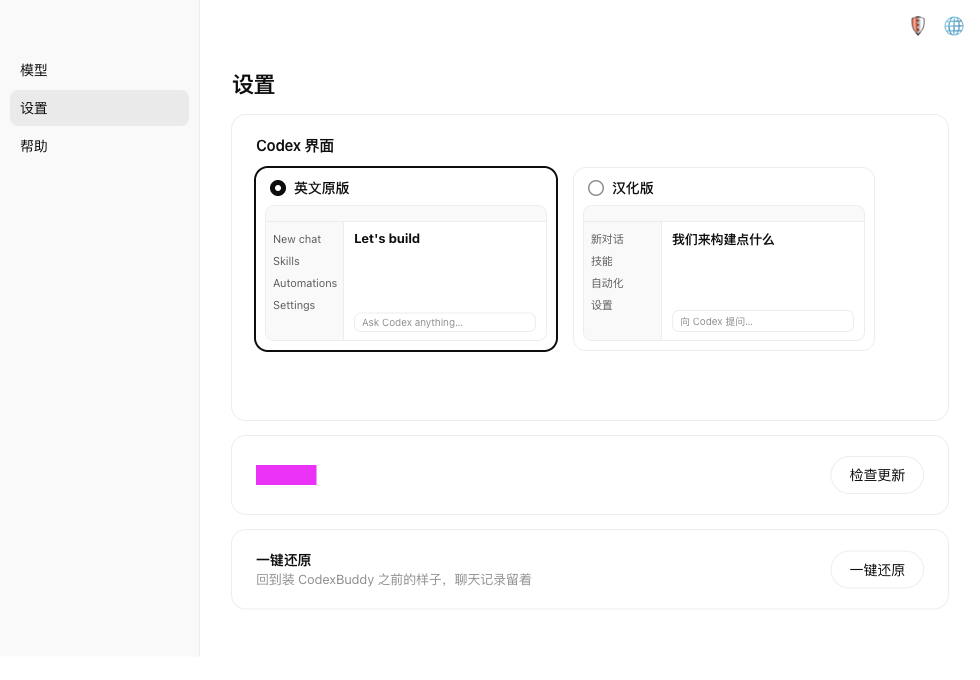 模型
设置
帮助
设置
Codex 界面
英文原版
New chat
Skills
Automations
Settings
Let's build
Ask Codex anything...
汉化版
新对话
技能
自动化
设置
我们来构建点什么
向 Codex 提问...
检查更新
一键还原
回到装 CodexBuddy 之前的样子，聊天记录留着
一键还原